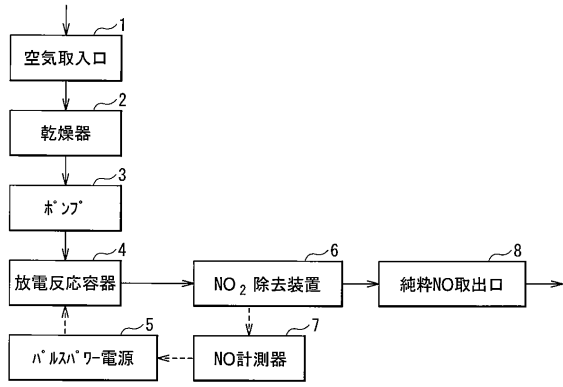 1
空気取入口
2
乾燥器
3
ﾎﾟﾝﾌﾟ
4
放電反応容器
6
NO₂ 除去装置
8
純粋NO取出口
5
ﾊﾟﾙｽﾊﾟﾜｰ電源
7
NO計測器